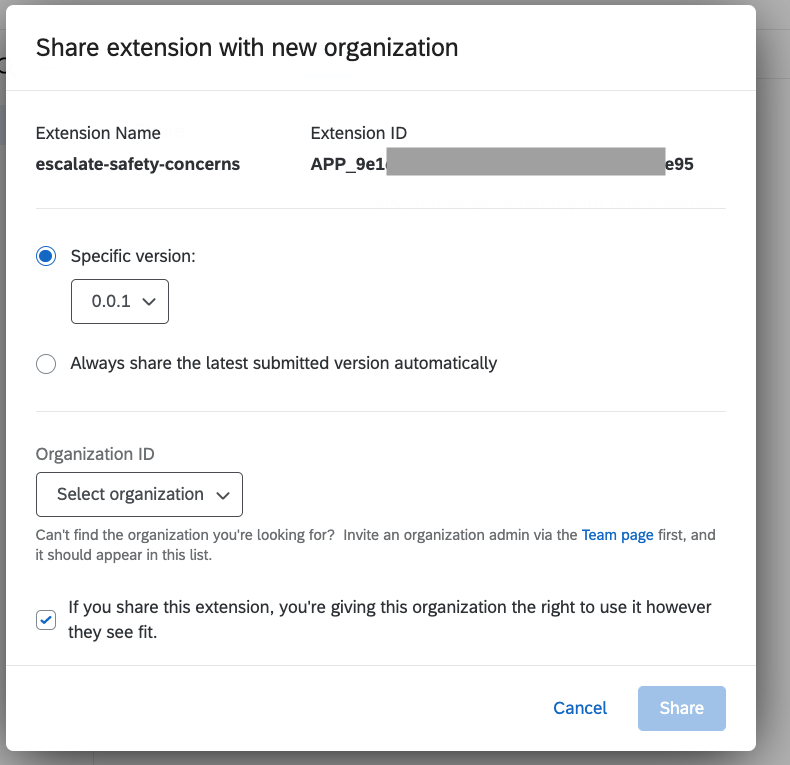 Share extension with new organization
Extension Name
Extension ID
escalate-safety-concerns
APP_9e1 e95
Specific version:
0.0.1
Always share the latest submitted version automatically
Organization ID
Select organization
Can't find the organization you're looking for?  Invite an organization admin via the Team page first, and
it should appear in this list.
If you share this extension, you're giving this organization the right to use it however
they see fit.
Cancel
Share